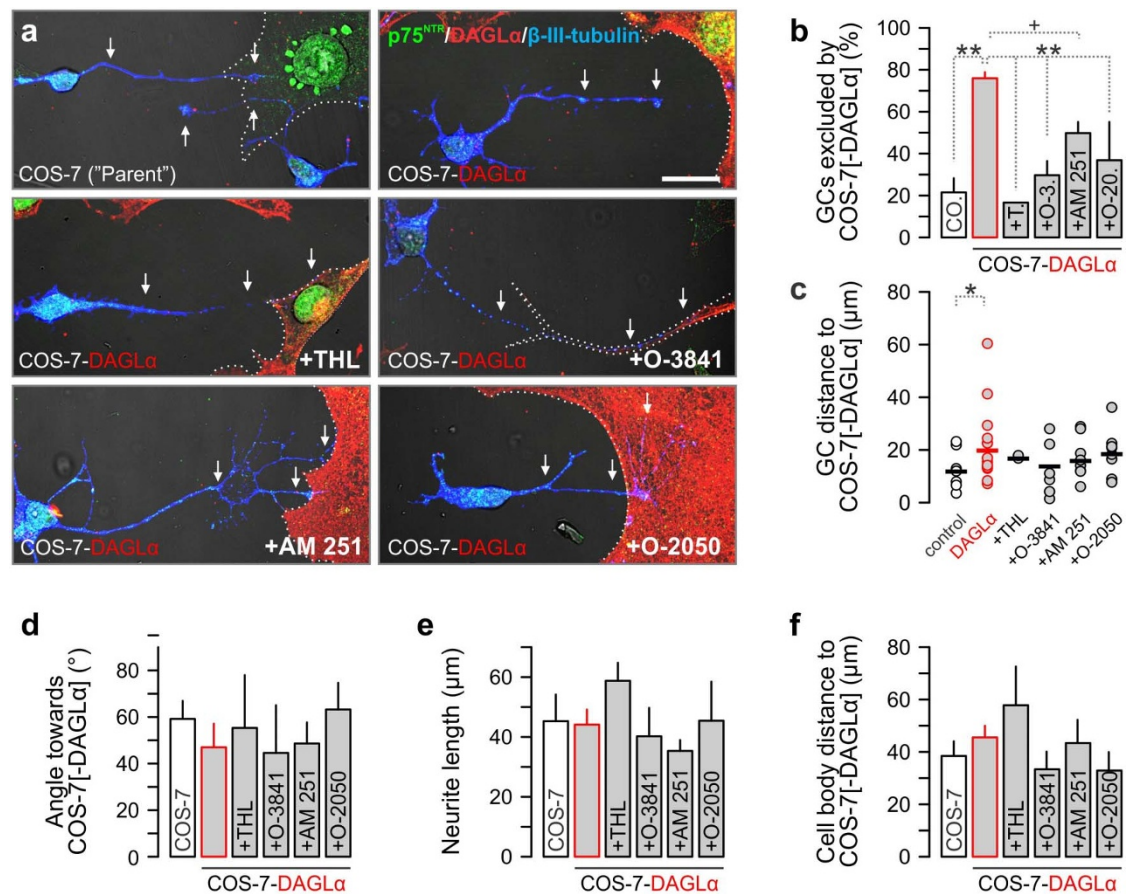 a
p75NTR/DAGLα/β-III-tubulin
COS-7 ("Parent")
COS-7-DAGLα
COS-7-DAGLα
+THL
COS-7-DAGLα
+O-3841
COS-7-DAGLα
+AM 251
COS-7-DAGLα
+O-2050
b
GCs excluded by
COS-7[-DAGLα] (%)
100
80
60
40
20
0
**
+
**
CO.
+T.
+O-3.
+AM 251
+O-20.
COS-7-DAGLα
c
GC distance to
COS-7[-DAGLα] (μm)
80
60
40
20
0
*
control
DAGLα
+THL
+O-3841
+AM 251
+O-2050
d
Angle towards
COS-7[-DAGLα] (°)
80
60
40
20
0
COS-7
+THL
+O-3841
+AM 251
+O-2050
COS-7-DAGLα
e
Neurite length (μm)
80
60
40
20
0
COS-7
+THL
+O-3841
+AM 251
+O-2050
COS-7-DAGLα
f
Cell body distance to
COS-7[-DAGLα] (μm)
80
60
40
20
0
COS-7
+THL
+O-3841
+AM 251
+O-2050
COS-7-DAGLα